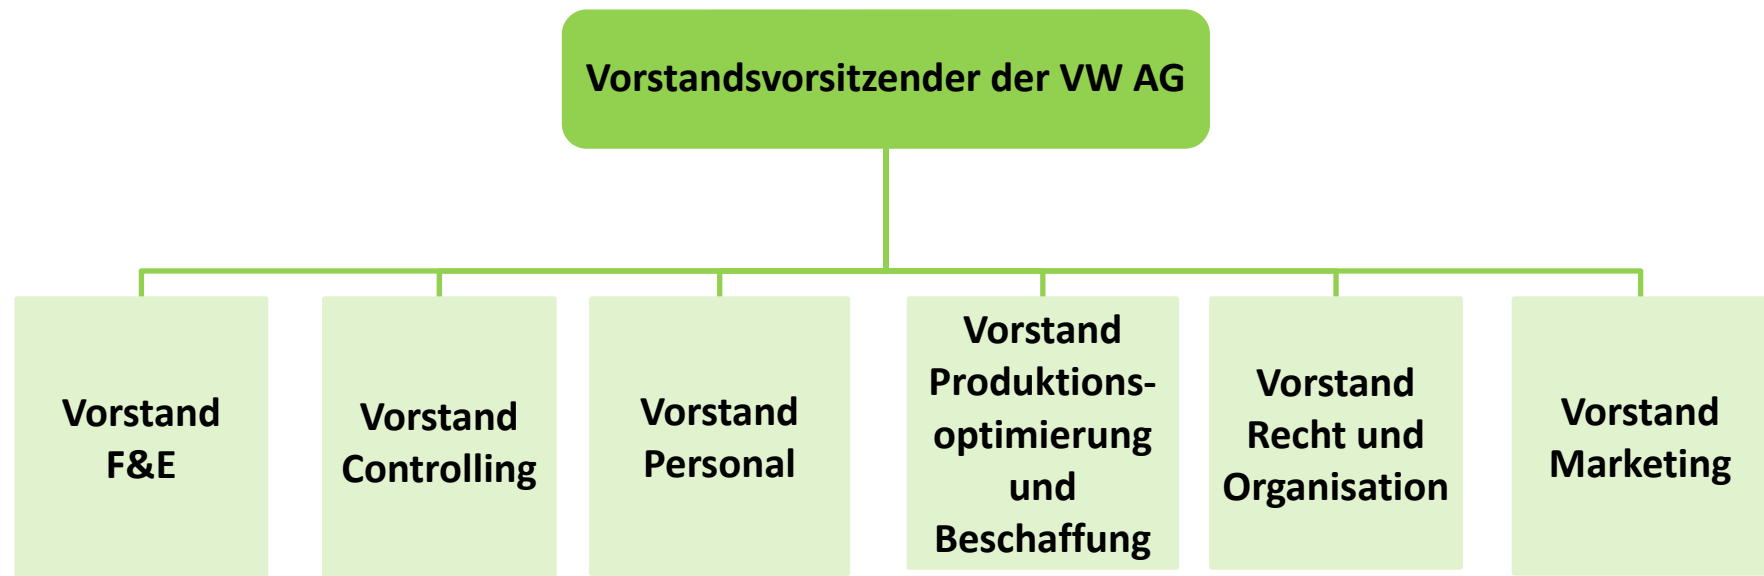 Vorstandsvorsitzender der VW AG
Vorstand
F&E
Vorstand
Controlling
Vorstand
Personal
Vorstand
Produktions-
optimierung
und
Beschaffung
Vorstand
Recht und
Organisation
Vorstand
Marketing